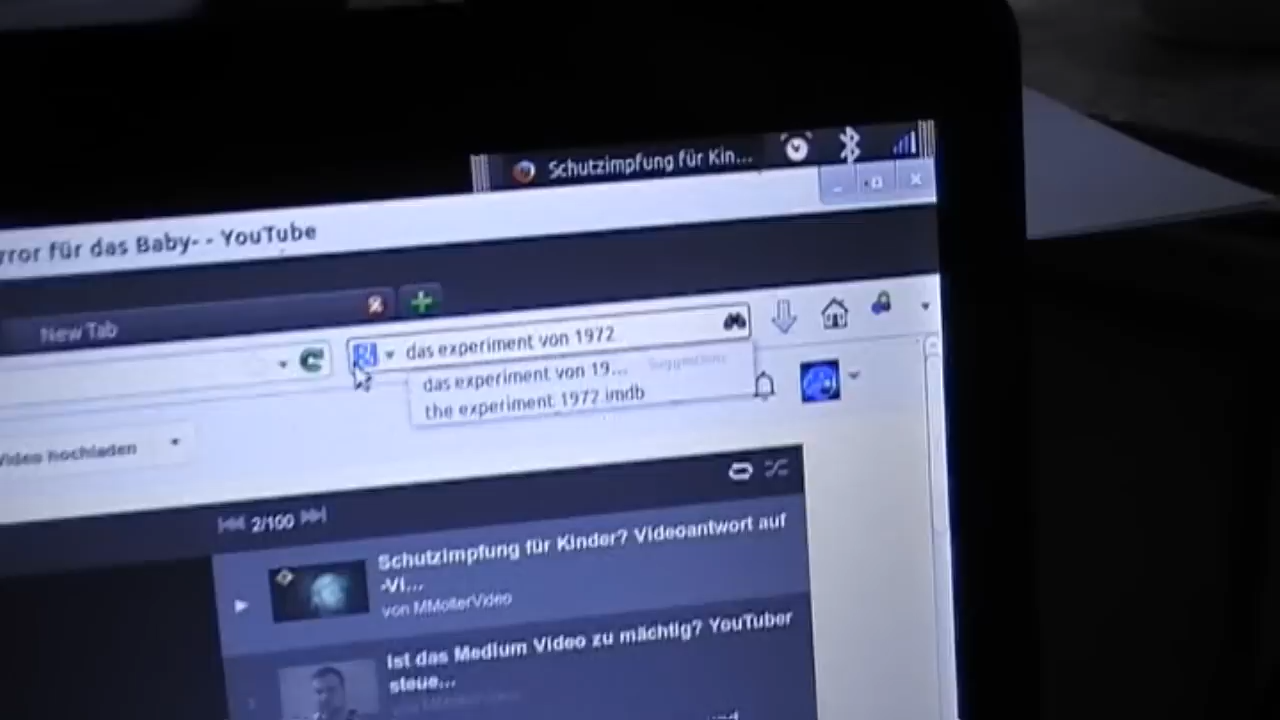 Schutzimpfung für Kin...
rror für das Baby- - YouTube
New Tab
das experiment von 1972
das experiment von 19...
Suggestions
the experiment 1972 imdb
Video hochladen
2/100
Schutzimpfung für Kinder? Videoantwort auf
-Vi...
von MMolterVideo
Ist das Medium Video zu mächtig? YouTuber
steue...